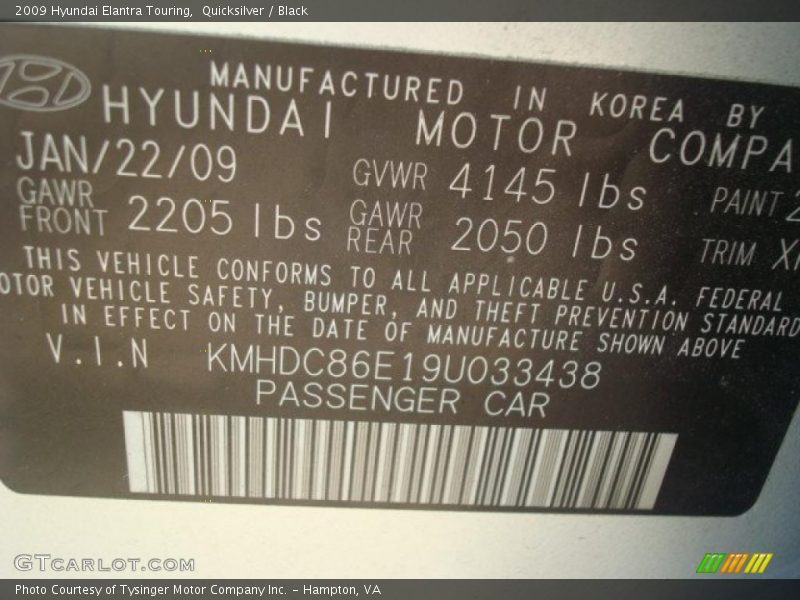 2009 Hyundai Elantra Touring,  Quicksilver / Black
MANUFACTURED IN KOREA BY
HYUNDAI MOTOR COMPA
JAN/22/09 GVWR 4145 lbs PAINT
GAWR FRONT 2205 lbs GAWR REAR 2050 lbs TRIM
THIS VEHICLE CONFORMS TO ALL APPLICABLE U.S.A. FEDERAL
OTOR VEHICLE SAFETY, BUMPER, AND THEFT PREVENTION STANDARD
IN EFFECT ON THE DATE OF MANUFACTURE SHOWN ABOVE
V.I.N KMHDC86E19U033438
PASSENGER CAR
GTCARLOT.COM
Photo Courtesy of Tysinger Motor Company Inc. – Hampton, VA